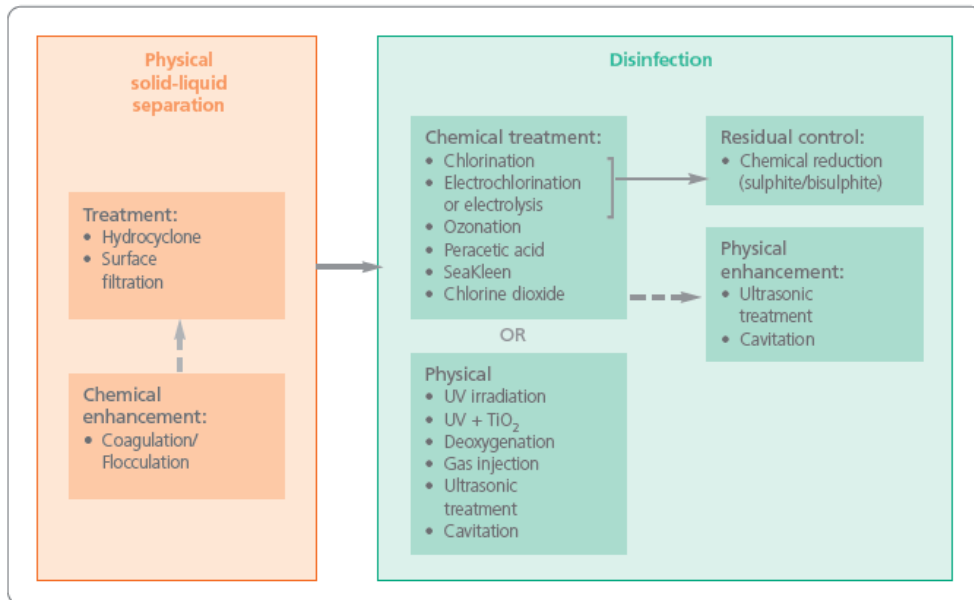 Physical
solid-liquid
separation
Treatment:
• Hydrocyclone
• Surface
filtration
Chemical
enhancement:
• Coagulation/
Flocculation
Disinfection
Chemical treatment:
• Chlorination
• Electrochlorination
or electrolysis
• Ozonation
• Peracetic acid
• SeaKleen
• Chlorine dioxide
OR
Physical
• UV irradiation
• UV + TiO₂
• Deoxygenation
• Gas injection
• Ultrasonic
treatment
• Cavitation
Residual control:
• Chemical reduction
(sulphite/bisulphite)
Physical
enhancement:
• Ultrasonic
treatment
• Cavitation